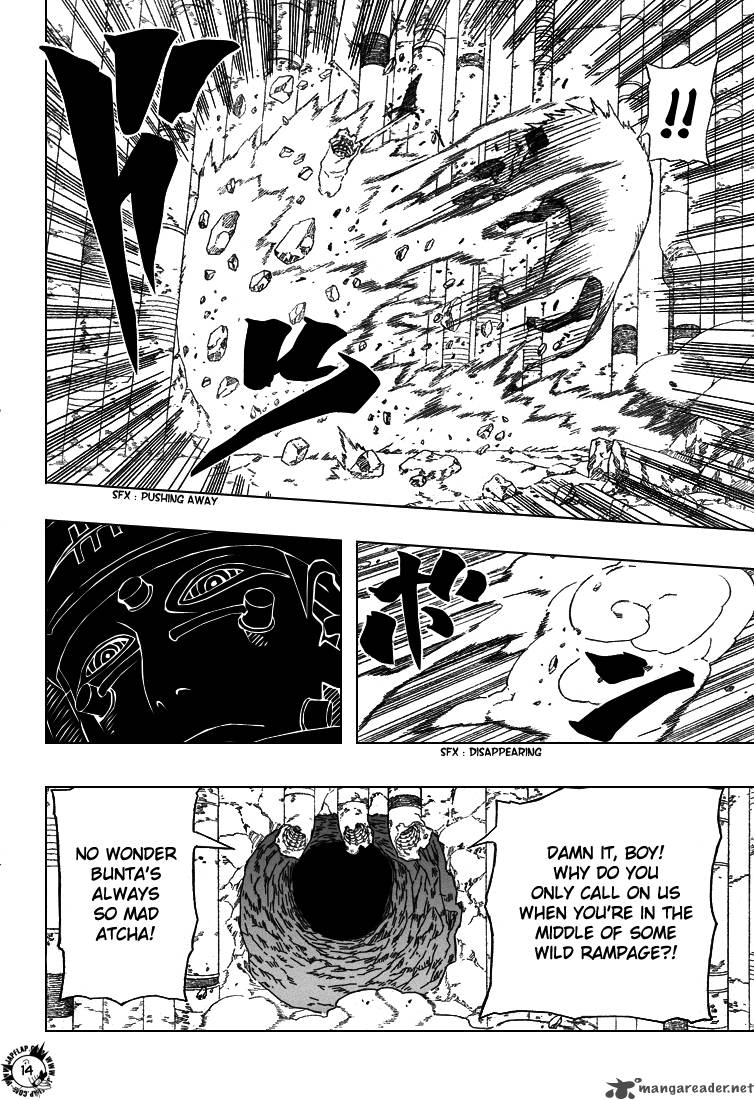 !!
ドドッ
SFX : PUSHING AWAY
ボンッ
SFX : DISAPPEARING
DAMN IT, BOY!
WHY DO YOU
ONLY CALL ON US
WHEN YOU'RE IN THE
MIDDLE OF SOME
WILD RAMPAGE?!
NO WONDER
BUNTA'S
ALWAYS
SO MAD
ATCHA!
14
mangareader.net